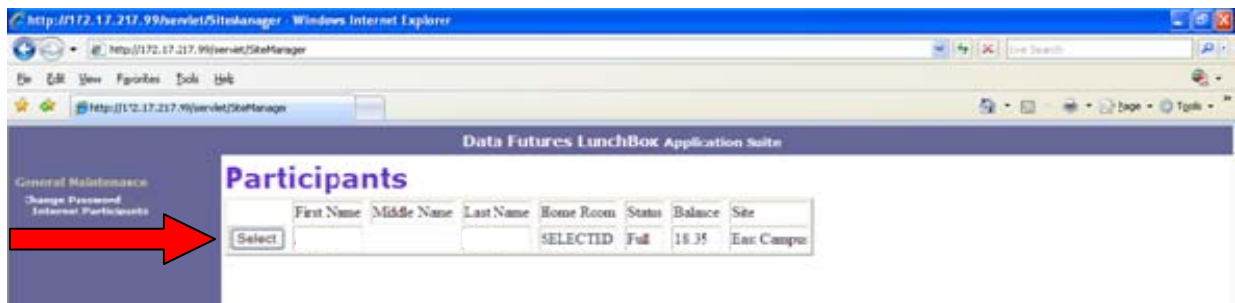 http://172.17.217.99/servlet/SiteManager - Windows Internet Explorer
http://172.17.217.99/servlet/SiteManager
Live Search
File Edit View Favorites Tools Help
http://172.17.217.99/servlet/SiteManager
Page Tools
Data Futures LunchBox Application Suite
General Maintenance
Change Password
Internet Participants
Participants
First Name Middle Name Last Name Home Room Status Balance Site
Select SELECTID Full 18.35 East Campus